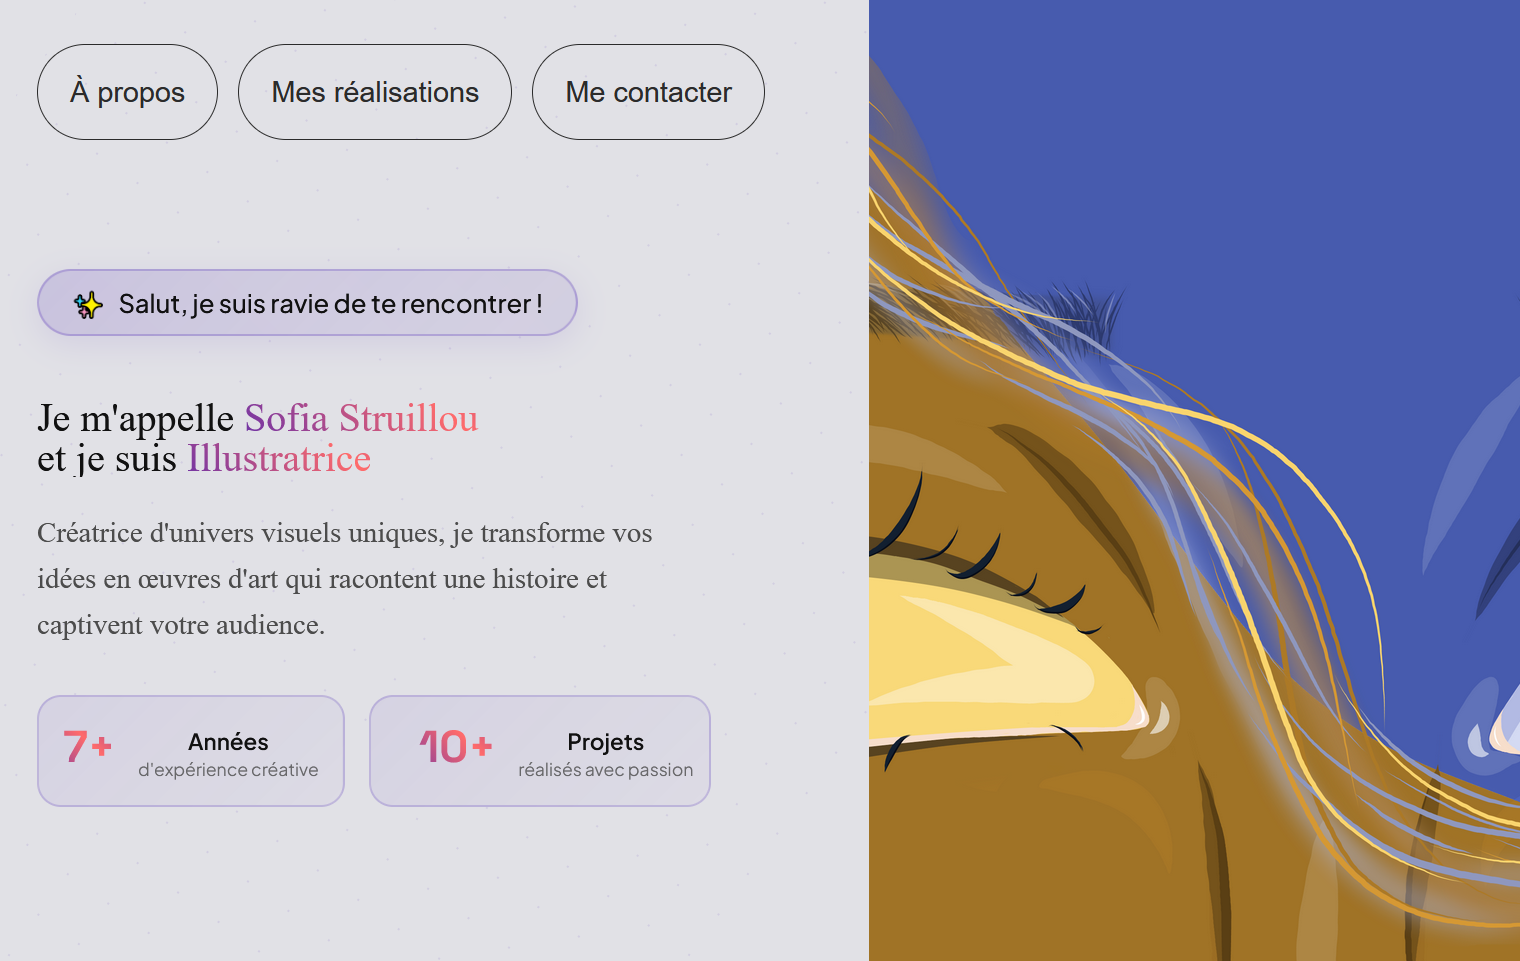 À propos
Mes réalisations
Me contacter
✨ Salut, je suis ravie de te rencontrer !
Je m'appelle Sofia Struillou
et je suis Illustratrice
Créatrice d'univers visuels uniques, je transforme vos
idées en œuvres d'art qui racontent une histoire et
captivent votre audience.
7+
Années
d'expérience créative
10+
Projets
réalisés avec passion